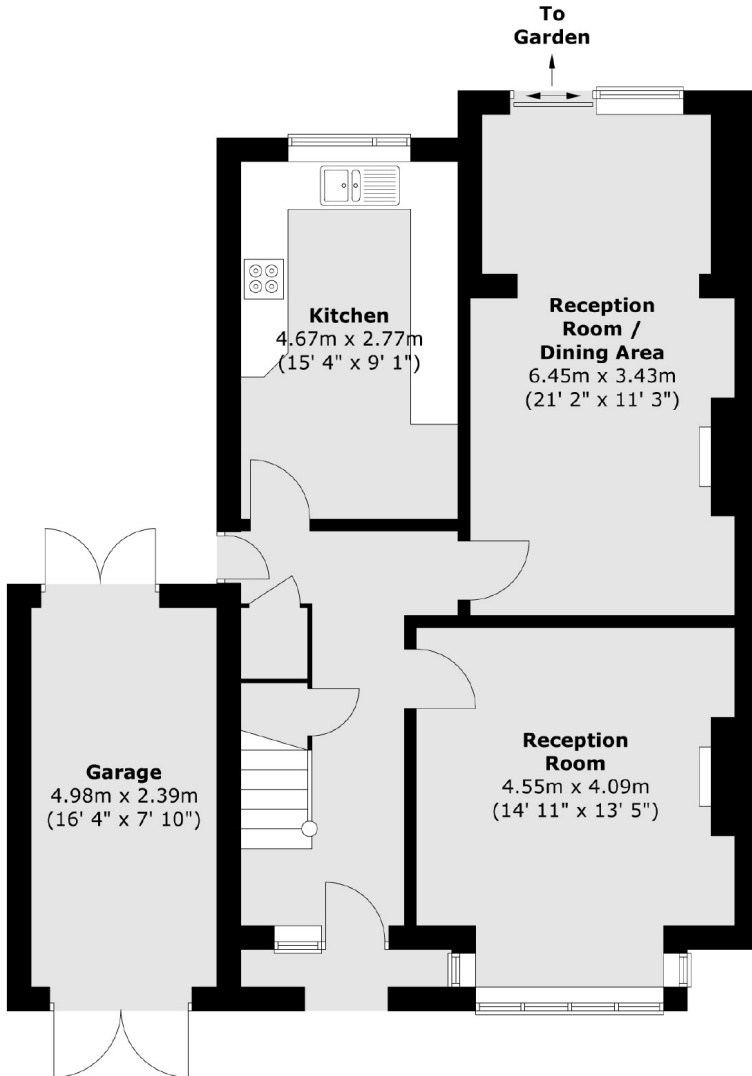 To
Garden
Kitchen
4.67m x 2.77m
(15' 4" x 9' 1")
Reception
Room /
Dining Area
6.45m x 3.43m
(21' 2" x 11' 3")
Garage
4.98m x 2.39m
(16' 4" x 7' 10")
Reception
Room
4.55m x 4.09m
(14' 11" x 13' 5")